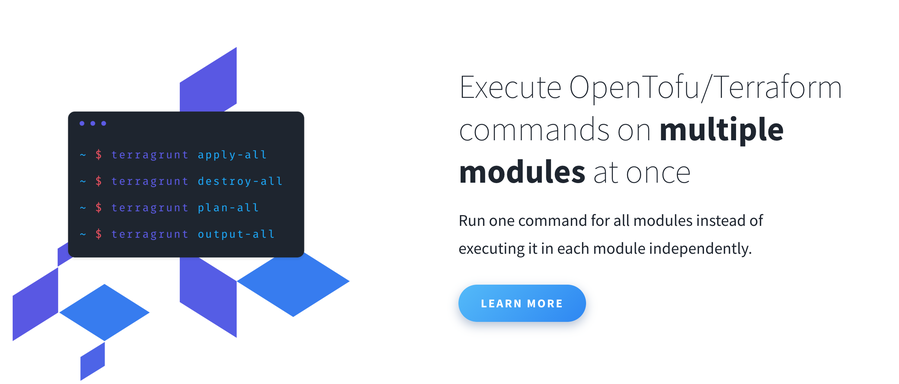 ~ $ terragrunt apply-all
~ $ terragrunt destroy-all
~ $ terragrunt plan-all
~ $ terragrunt output-all
Execute OpenTofu/Terraform
commands on multiple
modules at once
Run one command for all modules instead of
executing it in each module independently.
LEARN MORE